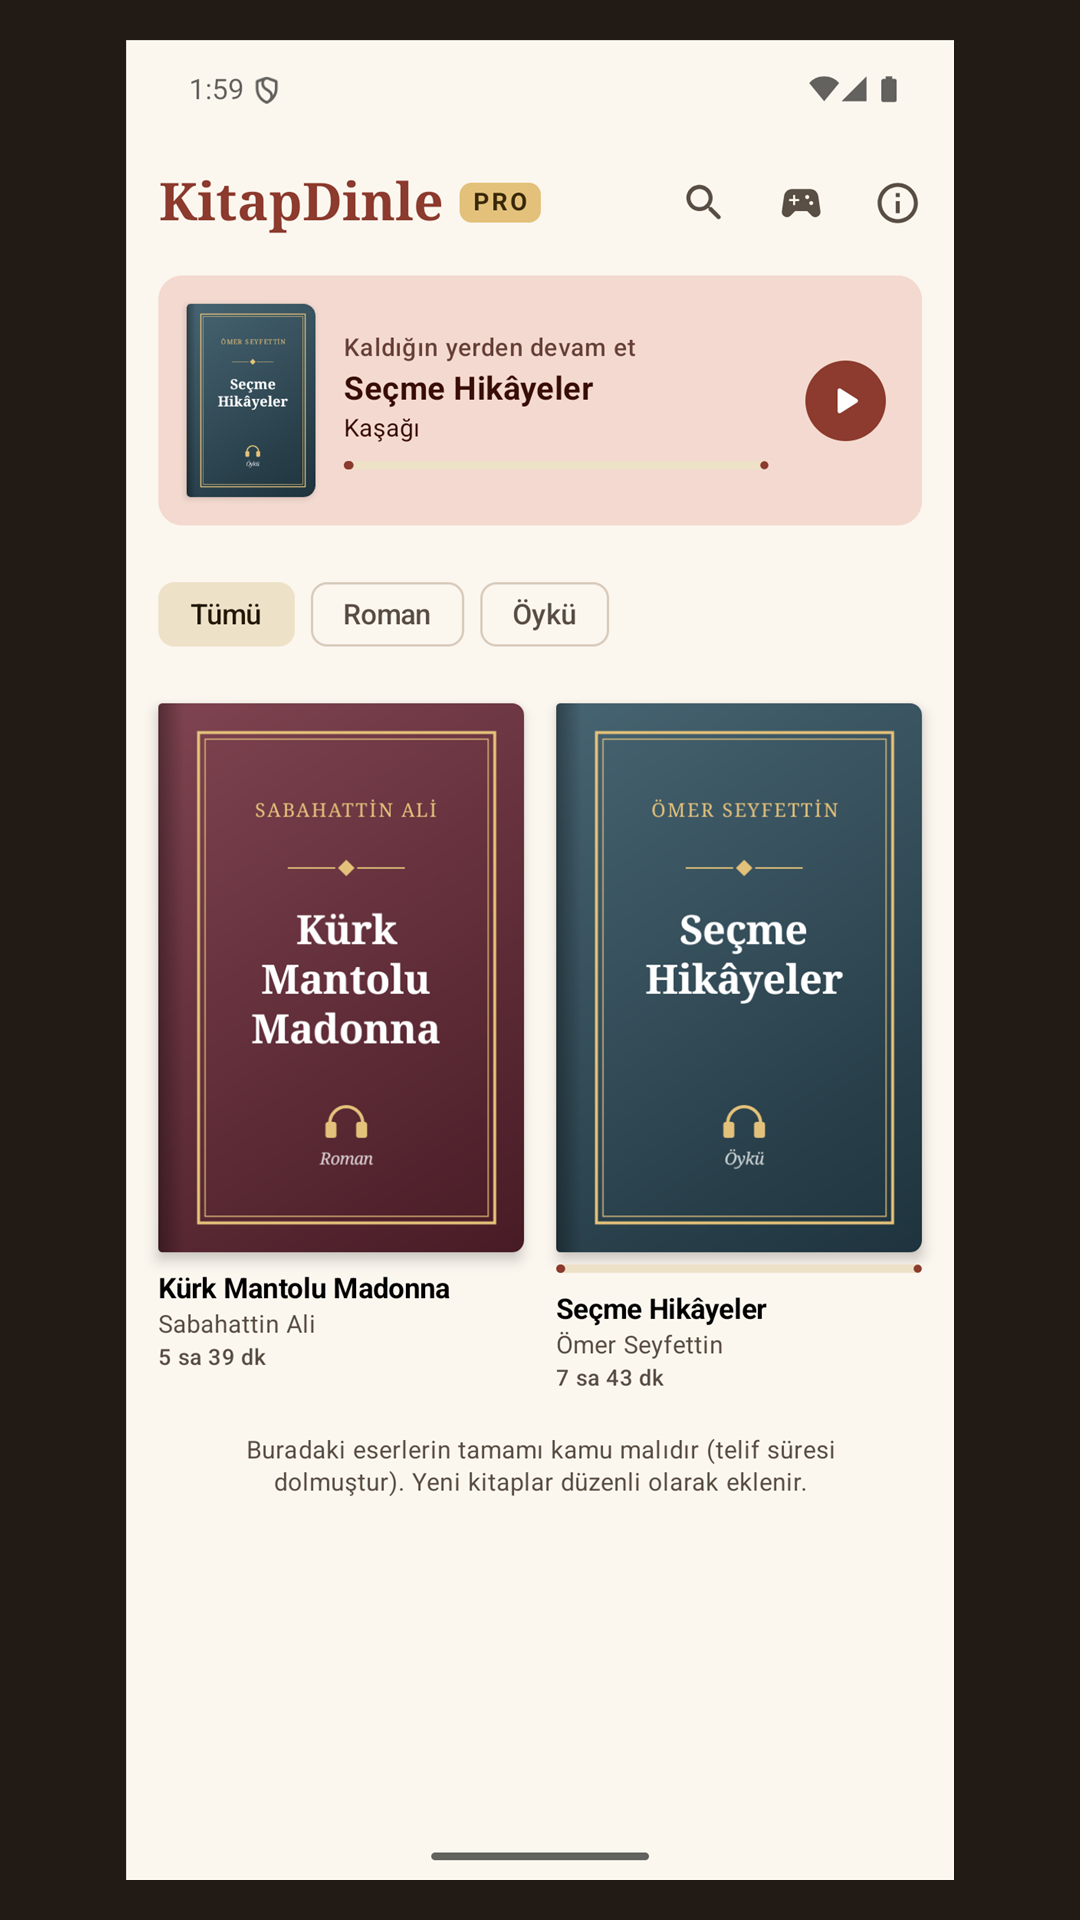 1:59
KitapDinle PRO
ÖMER SEYFETTİN
Seçme
Hikâyeler
Öykü
Kaldığın yerden devam et
Seçme Hikâyeler
Kaşağı
Tümü Roman Öykü
SABAHATTİN ALİ
Kürk
Mantolu
Madonna
Roman
Kürk Mantolu Madonna
Sabahattin Ali
5 sa 39 dk
ÖMER SEYFETTİN
Seçme
Hikâyeler
Öykü
Seçme Hikâyeler
Ömer Seyfettin
7 sa 43 dk
Buradaki eserlerin tamamı kamu malıdır (telif süresi
dolmuştur). Yeni kitaplar düzenli olarak eklenir.